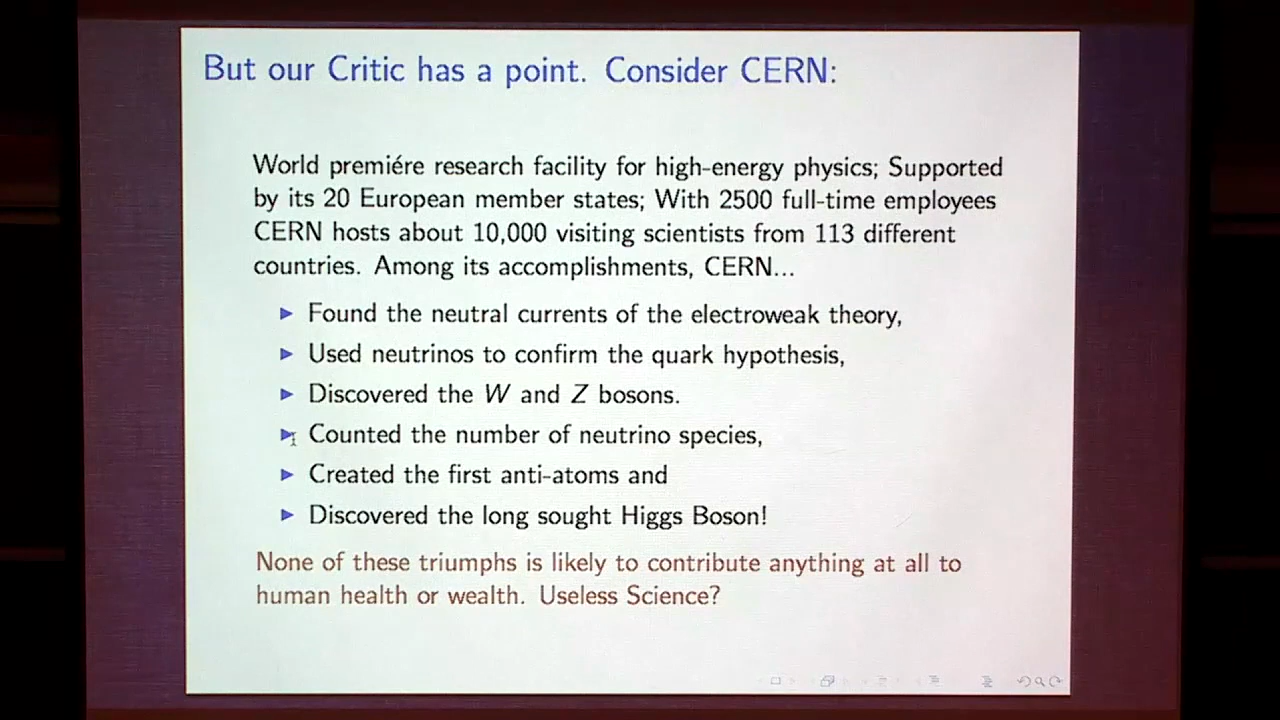 But our Critic has a point. Consider CERN:
World premiére research facility for high-energy physics; Supported
by its 20 European member states; With 2500 full-time employees
CERN hosts about 10,000 visiting scientists from 113 different
countries. Among its accomplishments, CERN...
Found the neutral currents of the electroweak theory,
Used neutrinos to confirm the quark hypothesis,
Discovered the W and Z bosons.
Counted the number of neutrino species,
Created the first anti-atoms and
Discovered the long sought Higgs Boson!
None of these triumphs is likely to contribute anything at all to
human health or wealth. Useless Science?